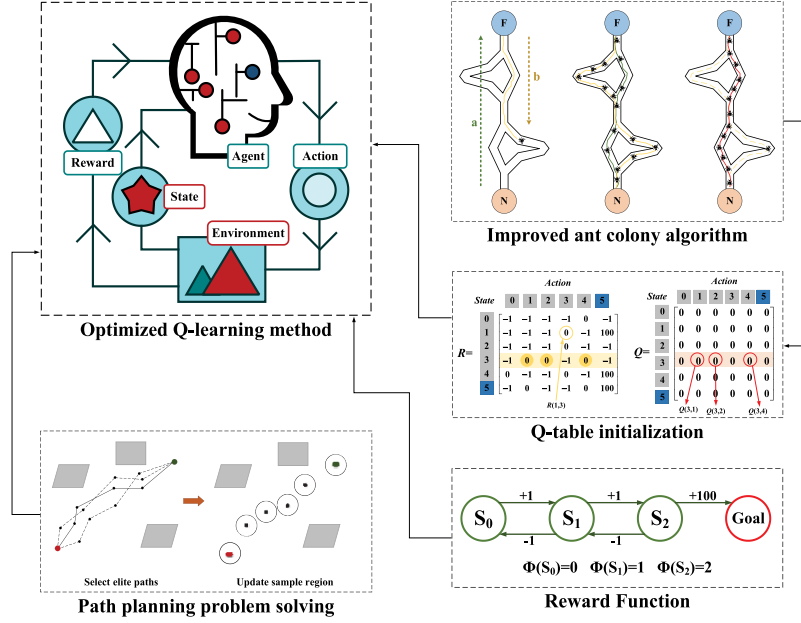 Reward
Agent
Action
State
Environment
Optimized Q-learning method
F
F
F
a
b
N
N
N
Improved ant colony algorithm
Action
State 0 1 2 3 4 5
0 -1 -1 -1 -1 0 -1
1 -1 -1 -1 0 -1 100
2 -1 -1 -1 0 -1 -1
R= 3 -1 0 0 -1 0 -1
4 0 -1 -1 0 -1 100
5 -1 0 -1 -1 0 100
R(1,3)
Action
State 0 1 2 3 4 5
0 0 0 0 0 0 0
1 0 0 0 0 0 0
2 0 0 0 0 0 0
Q= 3 0 0 0 0 0 0
4 0 0 0 0 0 0
5 0 0 0 0 0 0
Q(3,1) Q(3,2) Q(3,4)
Q-table initialization
Select elite paths
Update sample region
Path planning problem solving
+1 +1 +100
S0 S1 S2 Goal
-1 -1
Φ(S0)=0 Φ(S1)=1 Φ(S2)=2
Reward Function